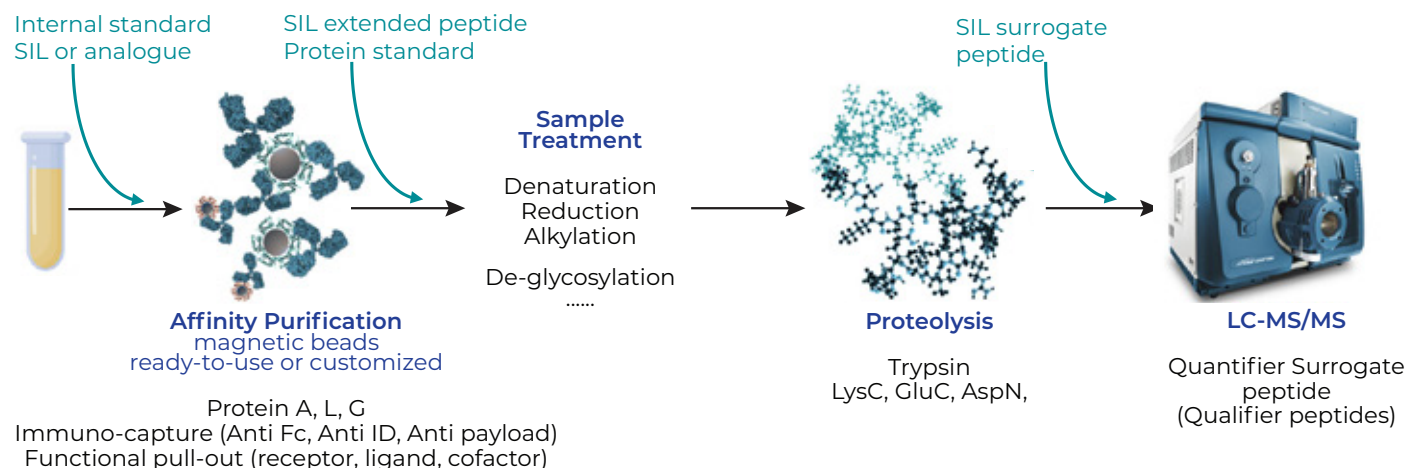 Internal standard
SIL or analogue
SIL extended peptide
Protein standard
SIL surrogate
peptide
Sample
Treatment
Denaturation
Reduction
Alkylation
De-glycosylation
......
Affinity Purification
magnetic beads
ready-to-use or customized
Protein A, L, G
Immuno-capture (Anti Fc, Anti ID, Anti payload)
Functional pull-out (receptor, ligand, cofactor)
Proteolysis
Trypsin
LysC, GluC, AspN,
LC-MS/MS
Quantifier Surrogate
peptide
(Qualifier peptides)